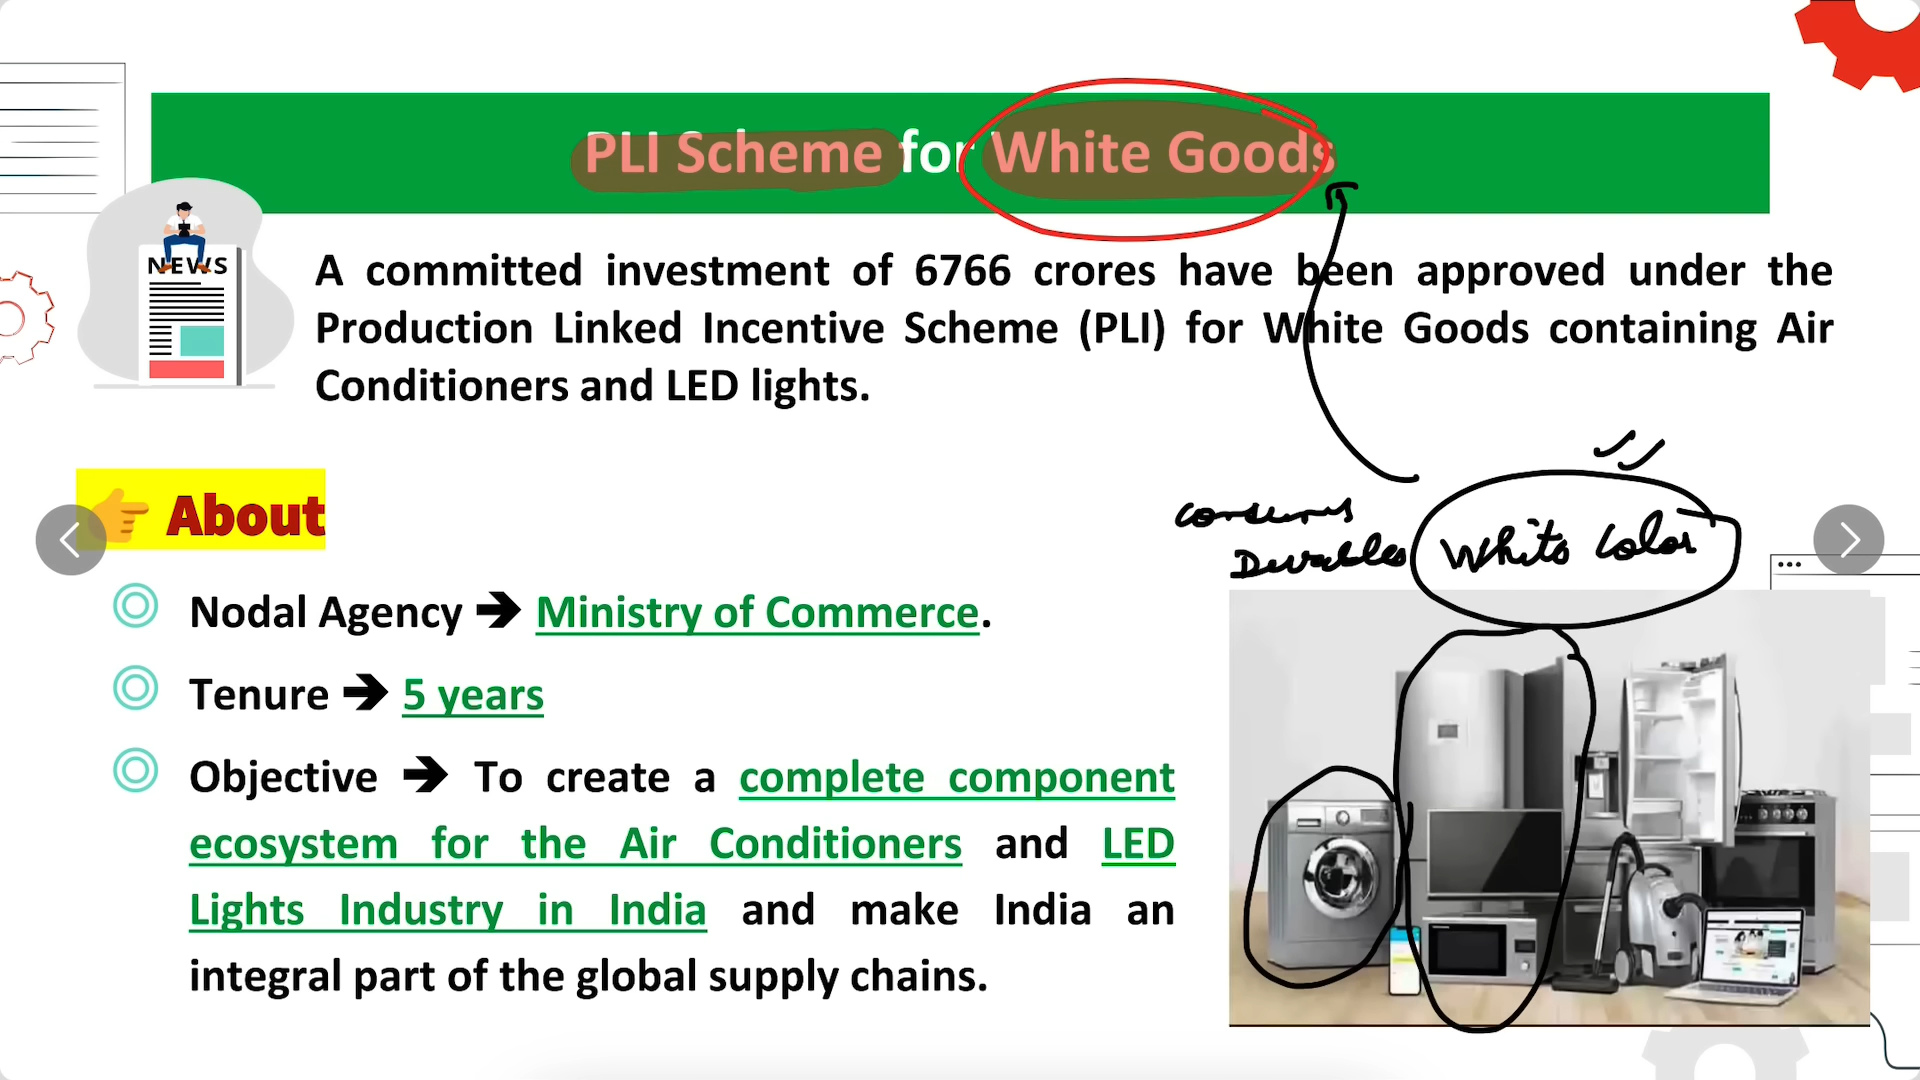 PLI Scheme for White Goods
NEWS
A committed investment of 6766 crores have been approved under the
Production Linked Incentive Scheme (PLI) for White Goods containing Air
Conditioners and LED lights.
About
Durables
White Color
Nodal Agency ➔ Ministry of Commerce.
Tenure ➔ 5 years
Objective ➔ To create a complete component
ecosystem for the Air Conditioners and LED
Lights Industry in India and make India an
integral part of the global supply chains.